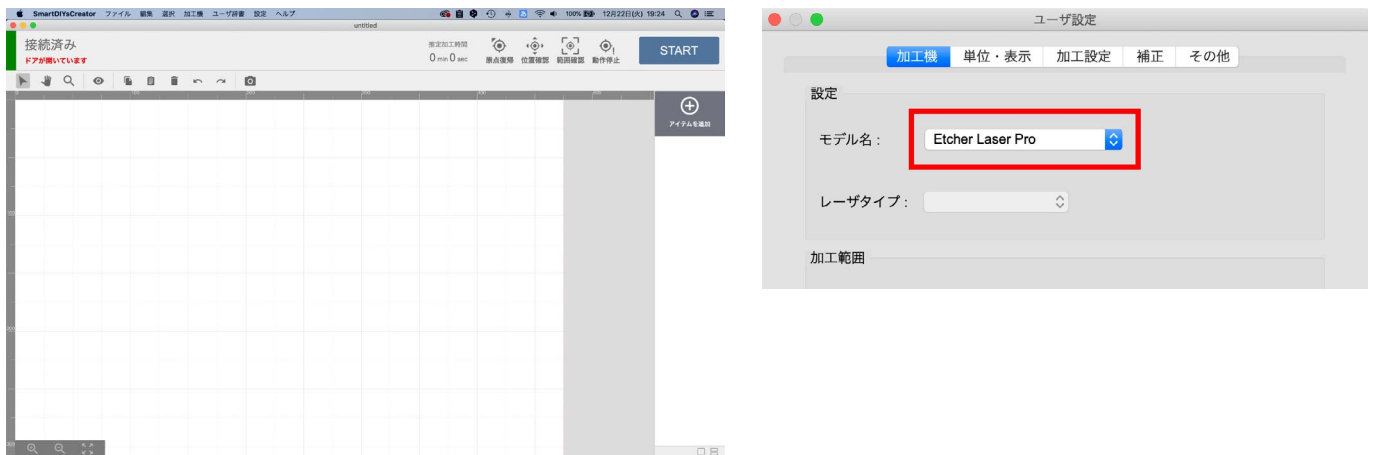 SmartDIYsCreator ファイル 編集 選択 加工機 ユーザ辞書 設定 ヘルプ
100% 12月22日(火) 19:24
untitled
接続済み
ドアが開いています
推定加工時間
0 min 0 sec
原点復帰 位置確認 範囲確認 動作停止
START
アイテムを追加
ユーザ設定
加工機 単位・表示 加工設定 補正 その他
設定
モデル名：
Etcher Laser Pro
レーザタイプ：
加工範囲